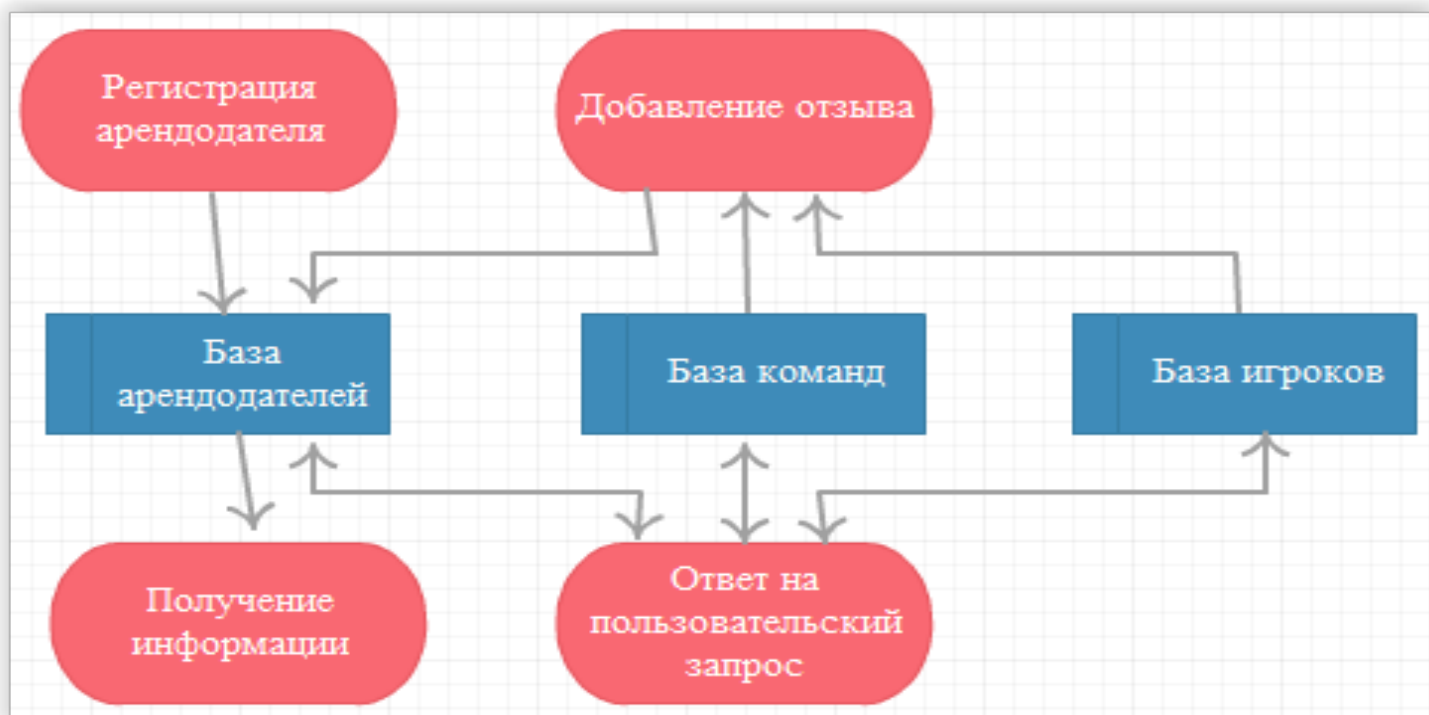 Регистрация
арендодателя
Добавление отзыва
База
арендодателей
База команд
База игроков
Получение
информации
Ответ на
пользовательский
запрос